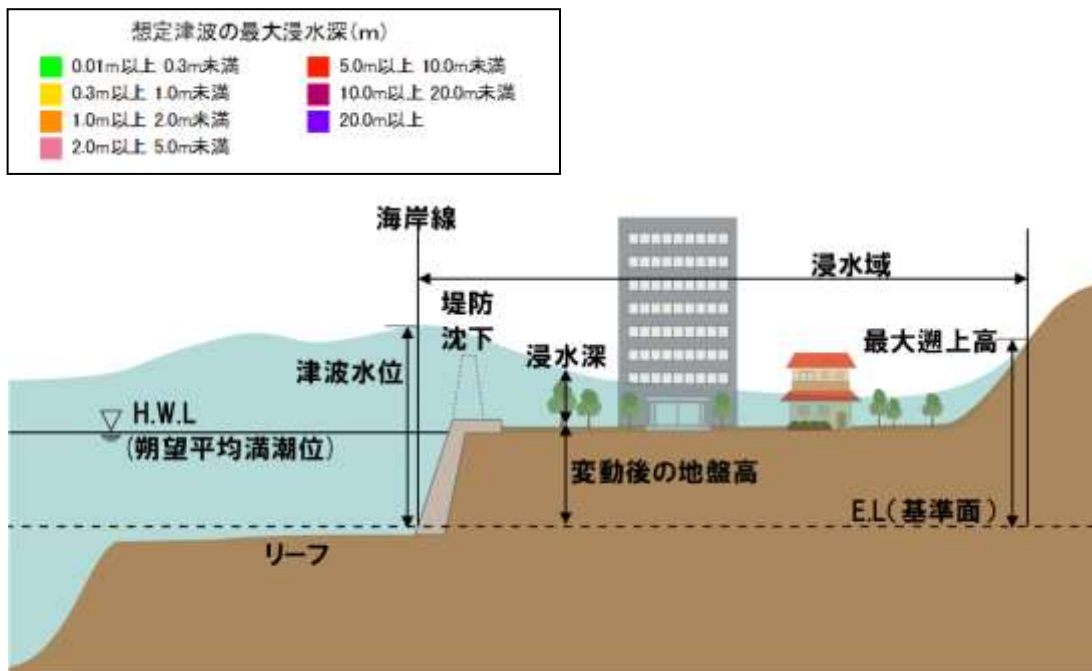 想定津波の最大浸水深(m)
0.01m以上 0.3m未満
0.3m以上 1.0m未満
1.0m以上 2.0m未満
2.0m以上 5.0m未満
5.0m以上 10.0m未満
10.0m以上 20.0m未満
20.0m以上
海岸線
浸水域
堤防
沈下
浸水深
最大遡上高
津波水位
H.W.L
(朔望平均満潮位)
変動後の地盤高
E.L(基準面)
リーフ